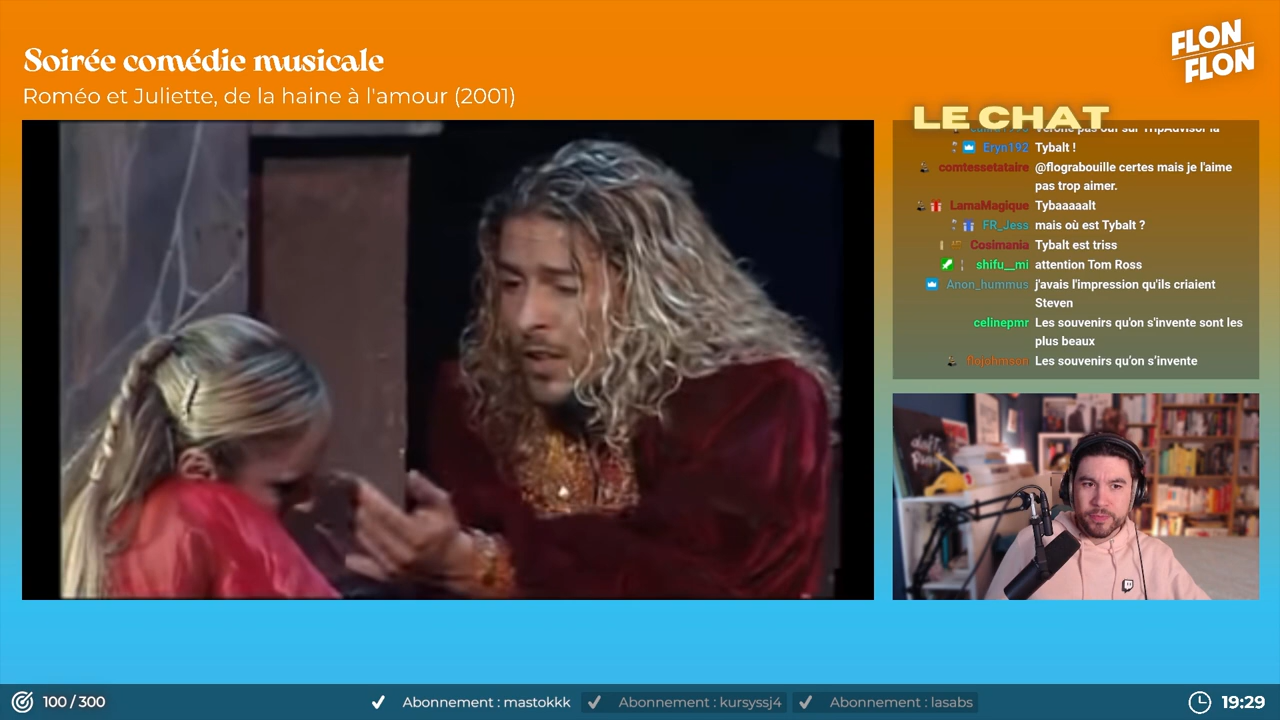 Soirée comédie musicale
Roméo et Juliette, de la haine à l'amour (2001)
FLON
FLON
LE CHAT
Eryn192 Tybalt !
comtessetataire @flograbouille certes mais je l'aime
pas trop aimer.
LamaMagique Tybaaaaalt
FR_Jess mais où est Tybalt ?
Cosimania Tybalt est triss
shifu__mi attention Tom Ross
Anon_hummus j'avais l'impression qu'ils criaient
Steven
celinepmr Les souvenirs qu'on s'invente sont les
plus beaux
flojohnson Les souvenirs qu'on s'invente
100 / 300
Abonnement : mastokkk
Abonnement : kursyssj4
Abonnement : lasabs
19:29